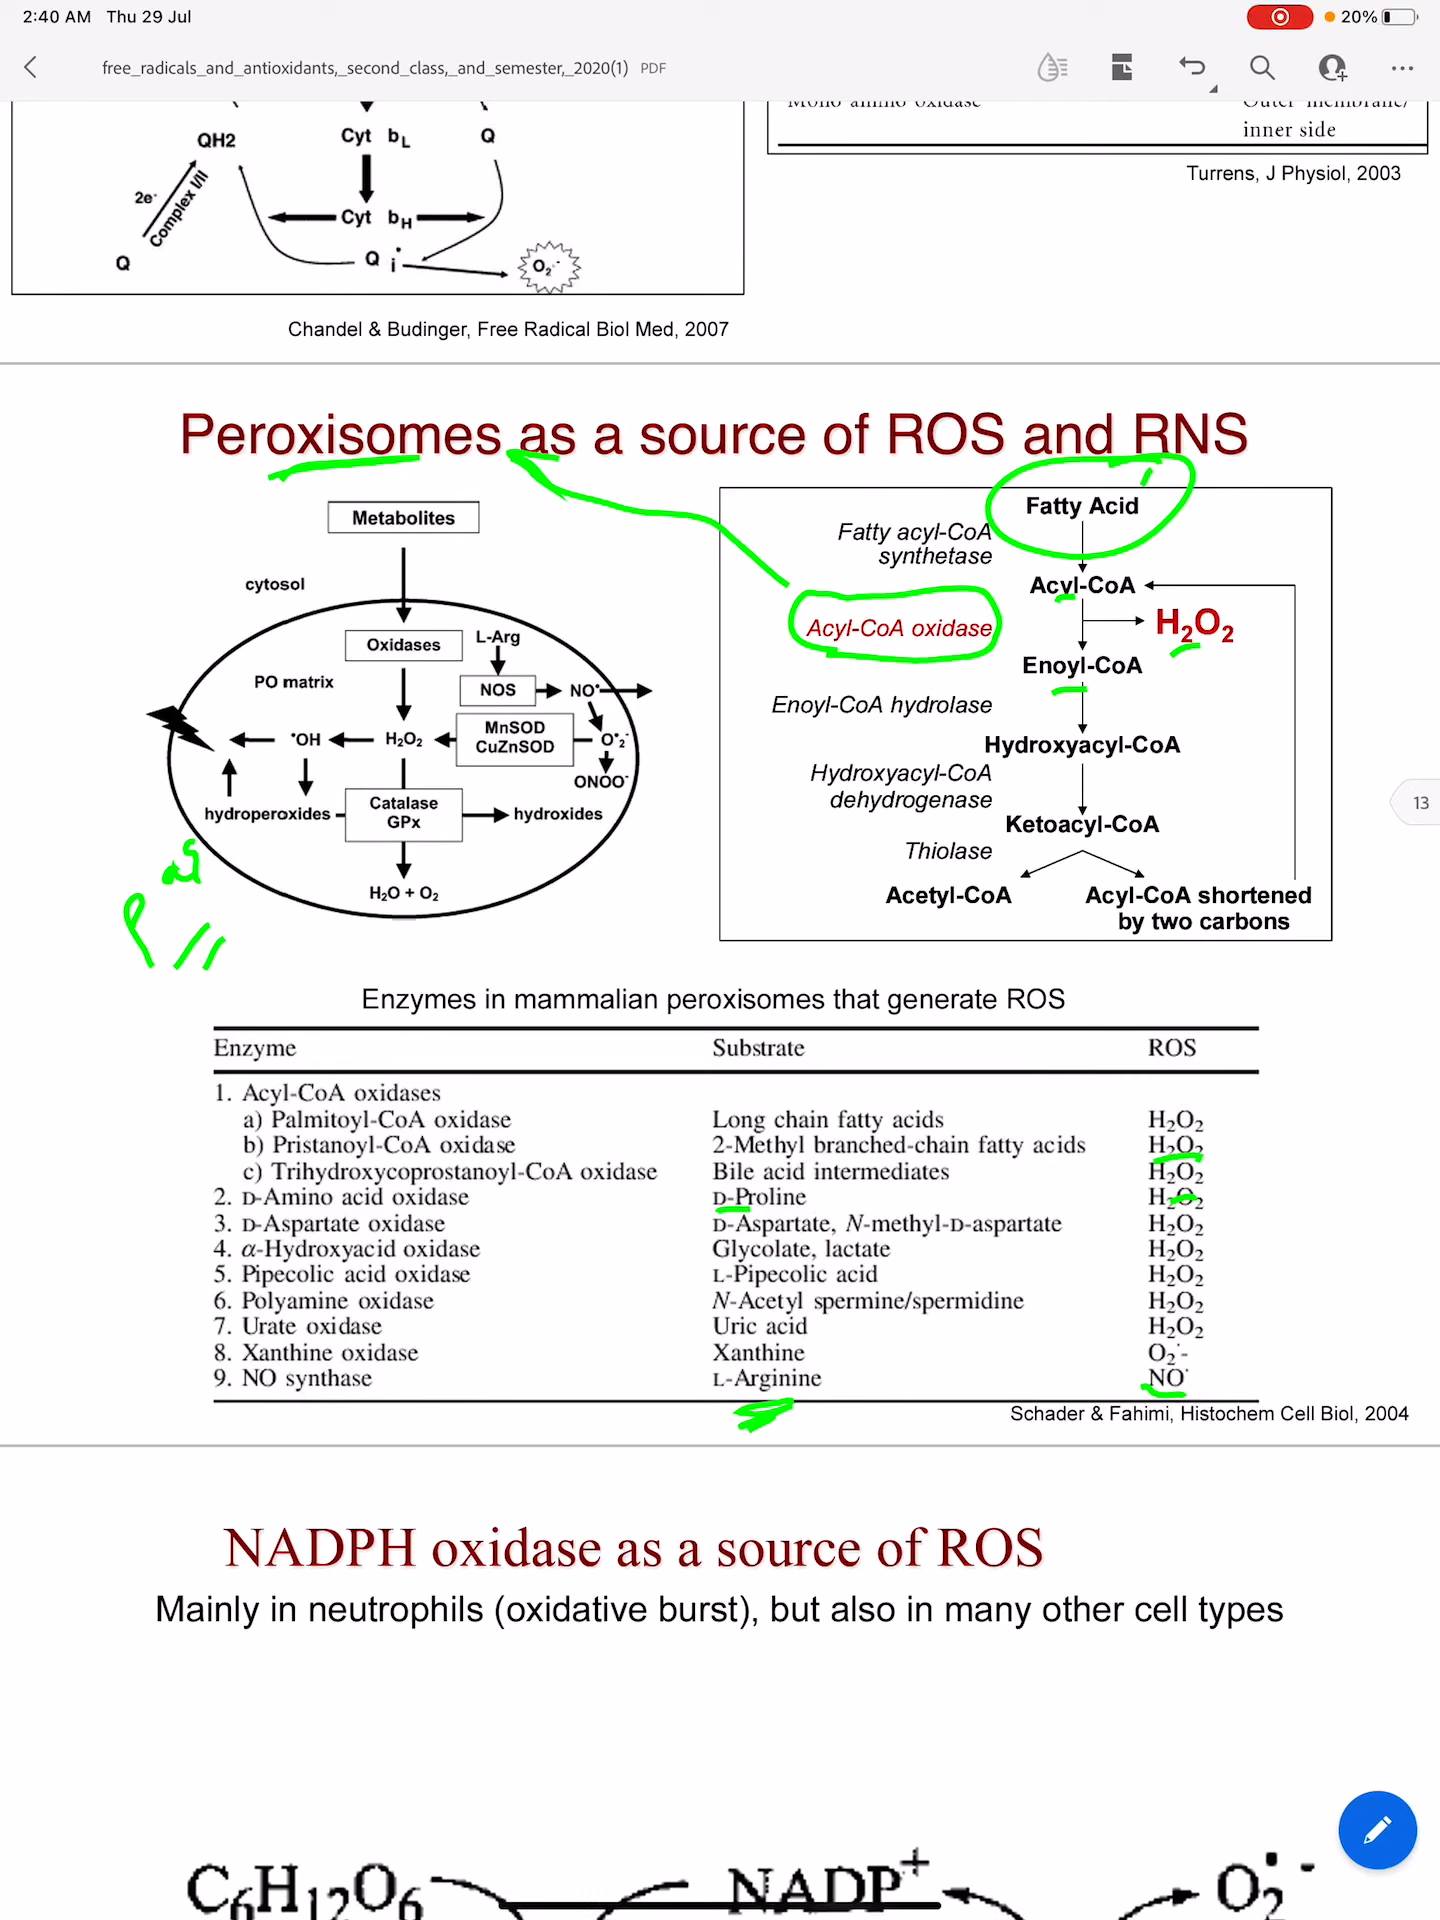 2:40 AM Thu 29 Jul
20%
free_radicals_and_antioxidants,_second_class,_and_semester,_2020(1) PDF
Mono amino oxidase
Outer membrane/
inner side
Turrens, J Physiol, 2003
QH2
Cyt bL
Q
2e-
Complex I/II
Cyt bH
Q
Q i•
O2•-
Chandel & Budinger, Free Radical Biol Med, 2007
Peroxisomes as a source of ROS and RNS
Metabolites
cytosol
Oxidases
L-Arg
PO matrix
NOS
NO•
•OH
H2O2
MnSOD
CuZnSOD
O•2-
ONOO-
hydroperoxides
Catalase
GPx
hydroxides
H2O + O2
Fatty Acid
Fatty acyl-CoA
synthetase
Acyl-CoA
Acyl-CoA oxidase
H2O2
Enoyl-CoA
Enoyl-CoA hydrolase
Hydroxyacyl-CoA
Hydroxyacyl-CoA
dehydrogenase
Ketoacyl-CoA
Thiolase
Acetyl-CoA
Acyl-CoA shortened
by two carbons
13
Enzymes in mammalian peroxisomes that generate ROS
Enzyme Substrate ROS
1. Acyl-CoA oxidases
a) Palmitoyl-CoA oxidase Long chain fatty acids H2O2
b) Pristanoyl-CoA oxidase 2-Methyl branched-chain fatty acids H2O2
c) Trihydroxycoprostanoyl-CoA oxidase Bile acid intermediates H2O2
2. D-Amino acid oxidase D-Proline H2O2
3. D-Aspartate oxidase D-Aspartate, N-methyl-D-aspartate H2O2
4. α-Hydroxyacid oxidase Glycolate, lactate H2O2
5. Pipecolic acid oxidase L-Pipecolic acid H2O2
6. Polyamine oxidase N-Acetyl spermine/spermidine H2O2
7. Urate oxidase Uric acid H2O2
8. Xanthine oxidase Xanthine O2•-
9. NO synthase L-Arginine NO•
Schader & Fahimi, Histochem Cell Biol, 2004
NADPH oxidase as a source of ROS
Mainly in neutrophils (oxidative burst), but also in many other cell types
C6H12O6
NADP+
O2•-